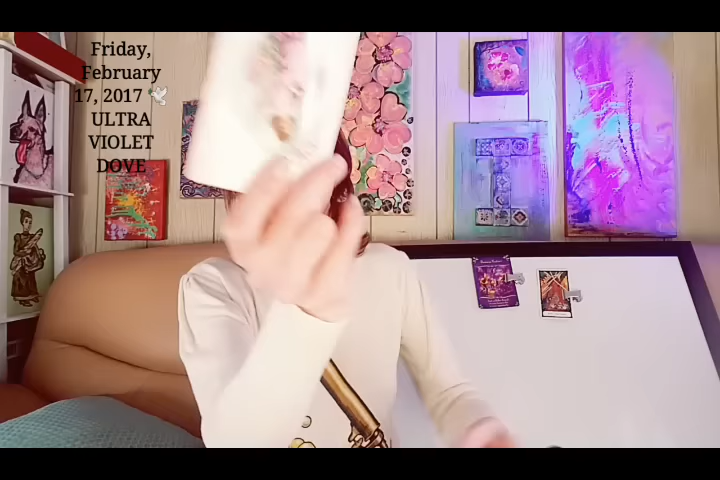 Friday,
February
17, 2017 🕊
ULTRA
VIOLET
DOVE